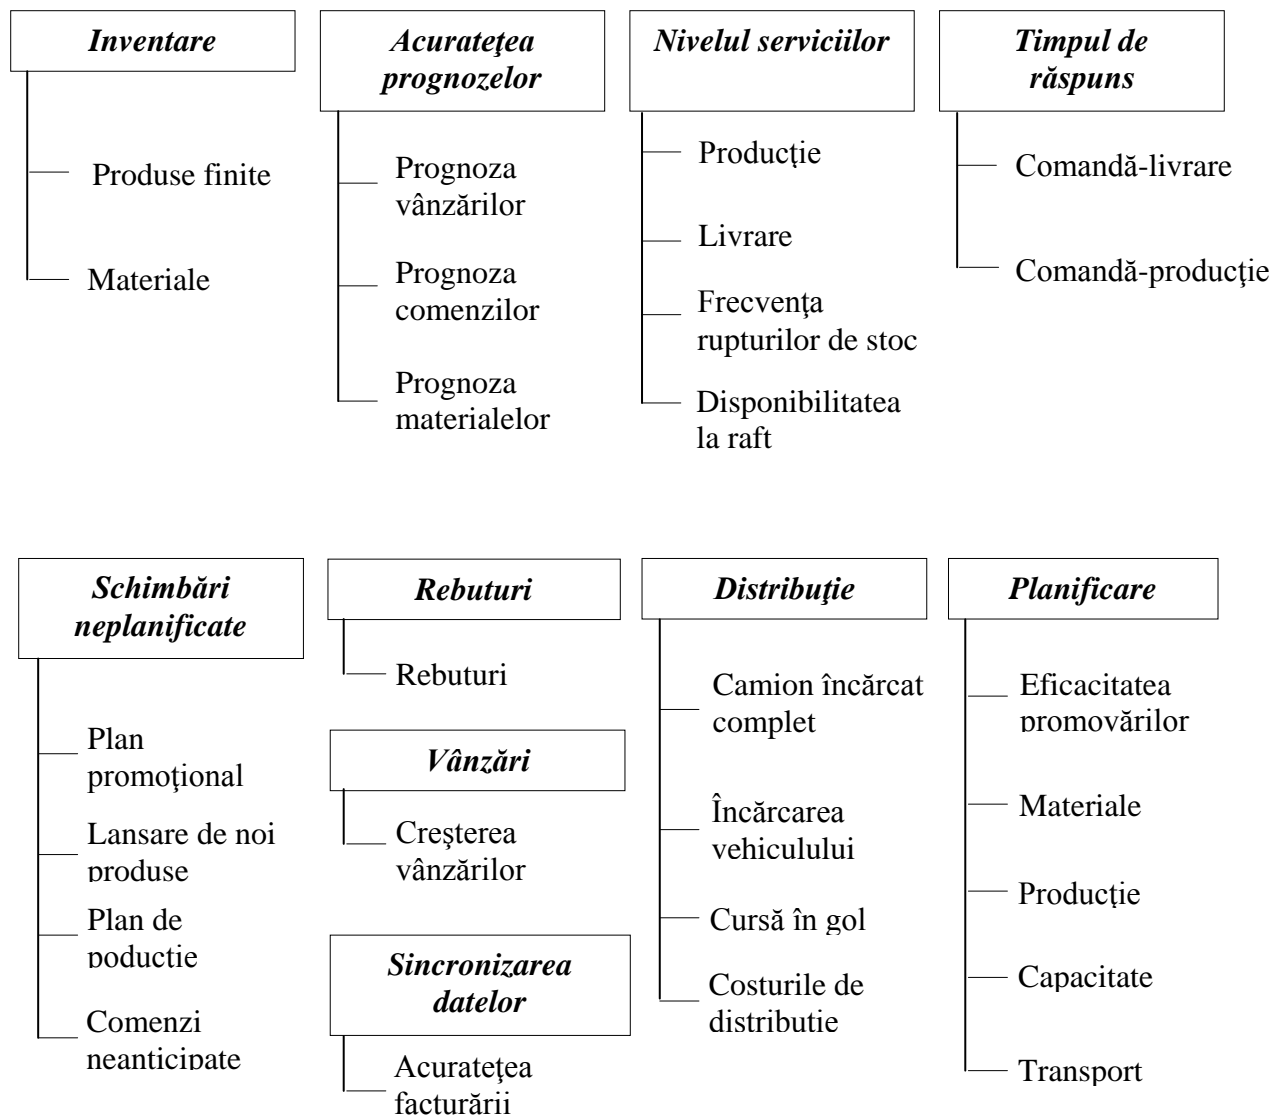 Inventare
Produse finite
Materiale
Acurateţea
prognozelor
Prognoza
vânzărilor
Prognoza
comenzilor
Prognoza
materialelor
Nivelul serviciilor
Producţie
Livrare
Frecvenţa
rupturilor de stoc
Disponibilitatea
la raft
Timpul de
răspuns
Comandă-livrare
Comandă-producţie
Schimbări
neplanificate
Plan
promoţional
Lansare de noi
produse
Plan de
poducţie
Comenzi
neanticipate
Rebuturi
Rebuturi
Vânzări
Creşterea
vânzărilor
Sincronizarea
datelor
Acurateţea
facturării
Distribuţie
Camion încărcat
complet
Încărcarea
vehiculului
Cursă în gol
Costurile de
distributie
Planificare
Eficacitatea
promovărilor
Materiale
Producţie
Capacitate
Transport